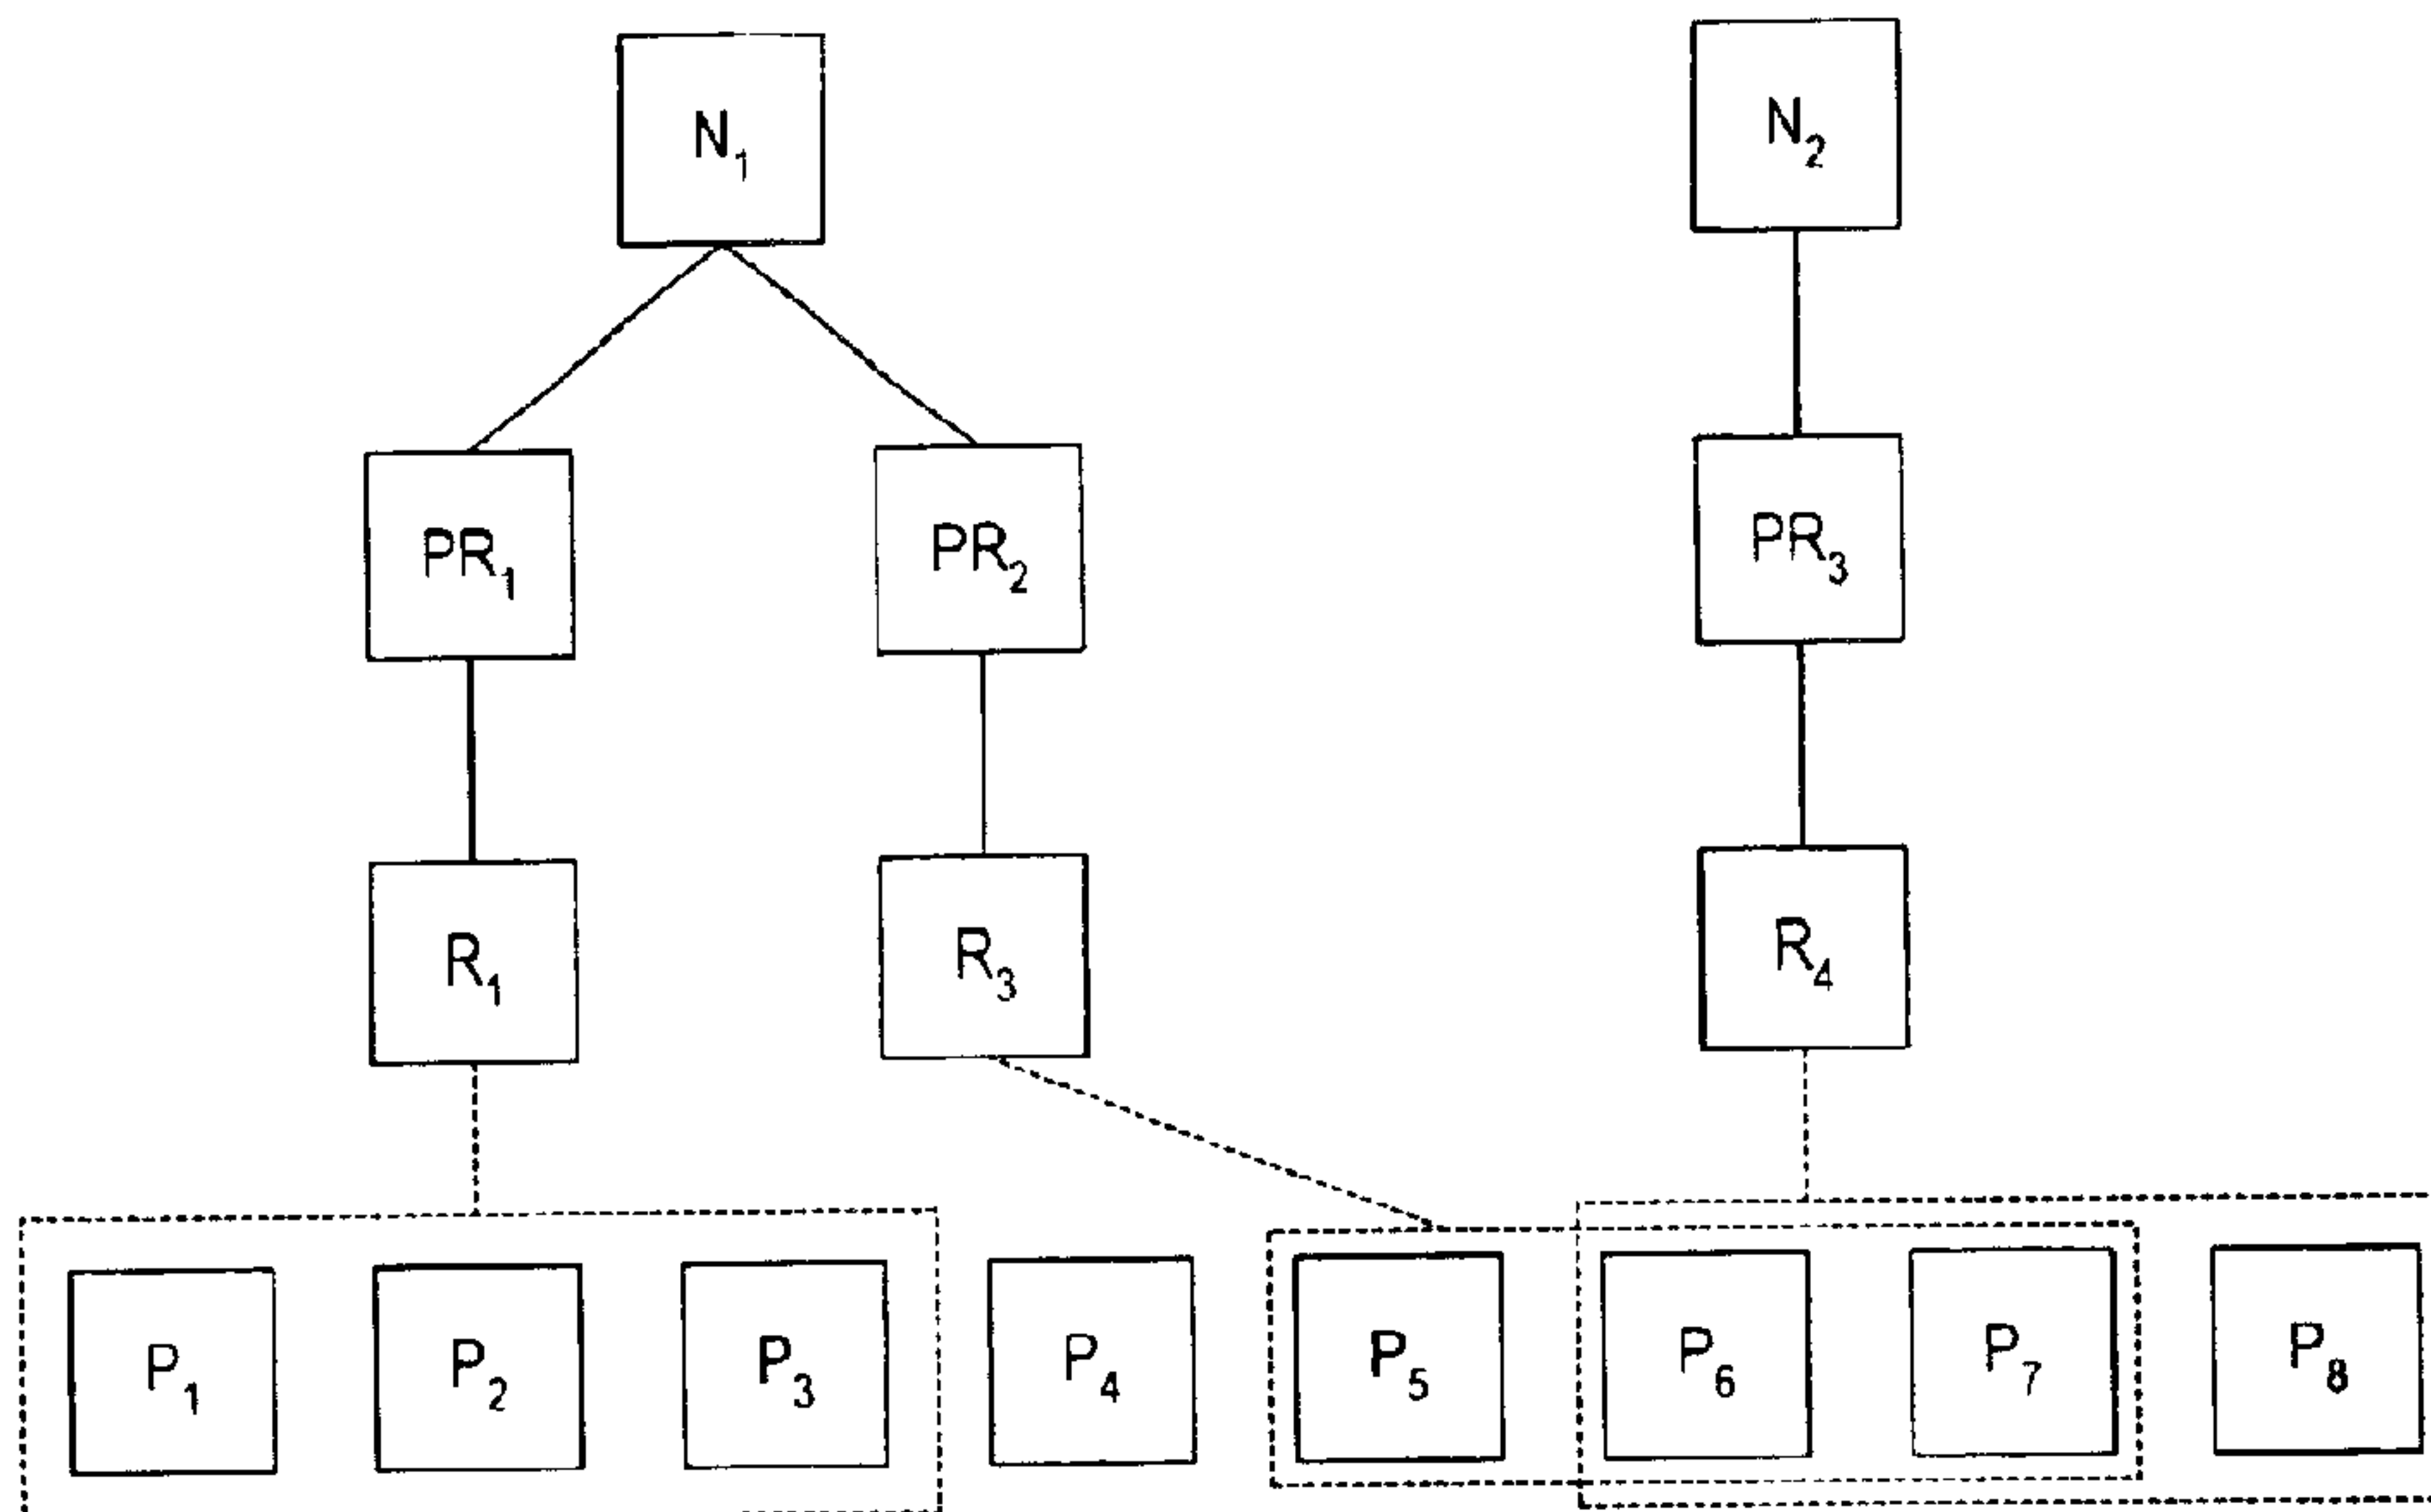 N₁ N₂
PR₁ PR₂ PR₃
R₁ R₃ R₄
P₁ P₂ P₃ P₄ P₅ P₆ P₇ P₈